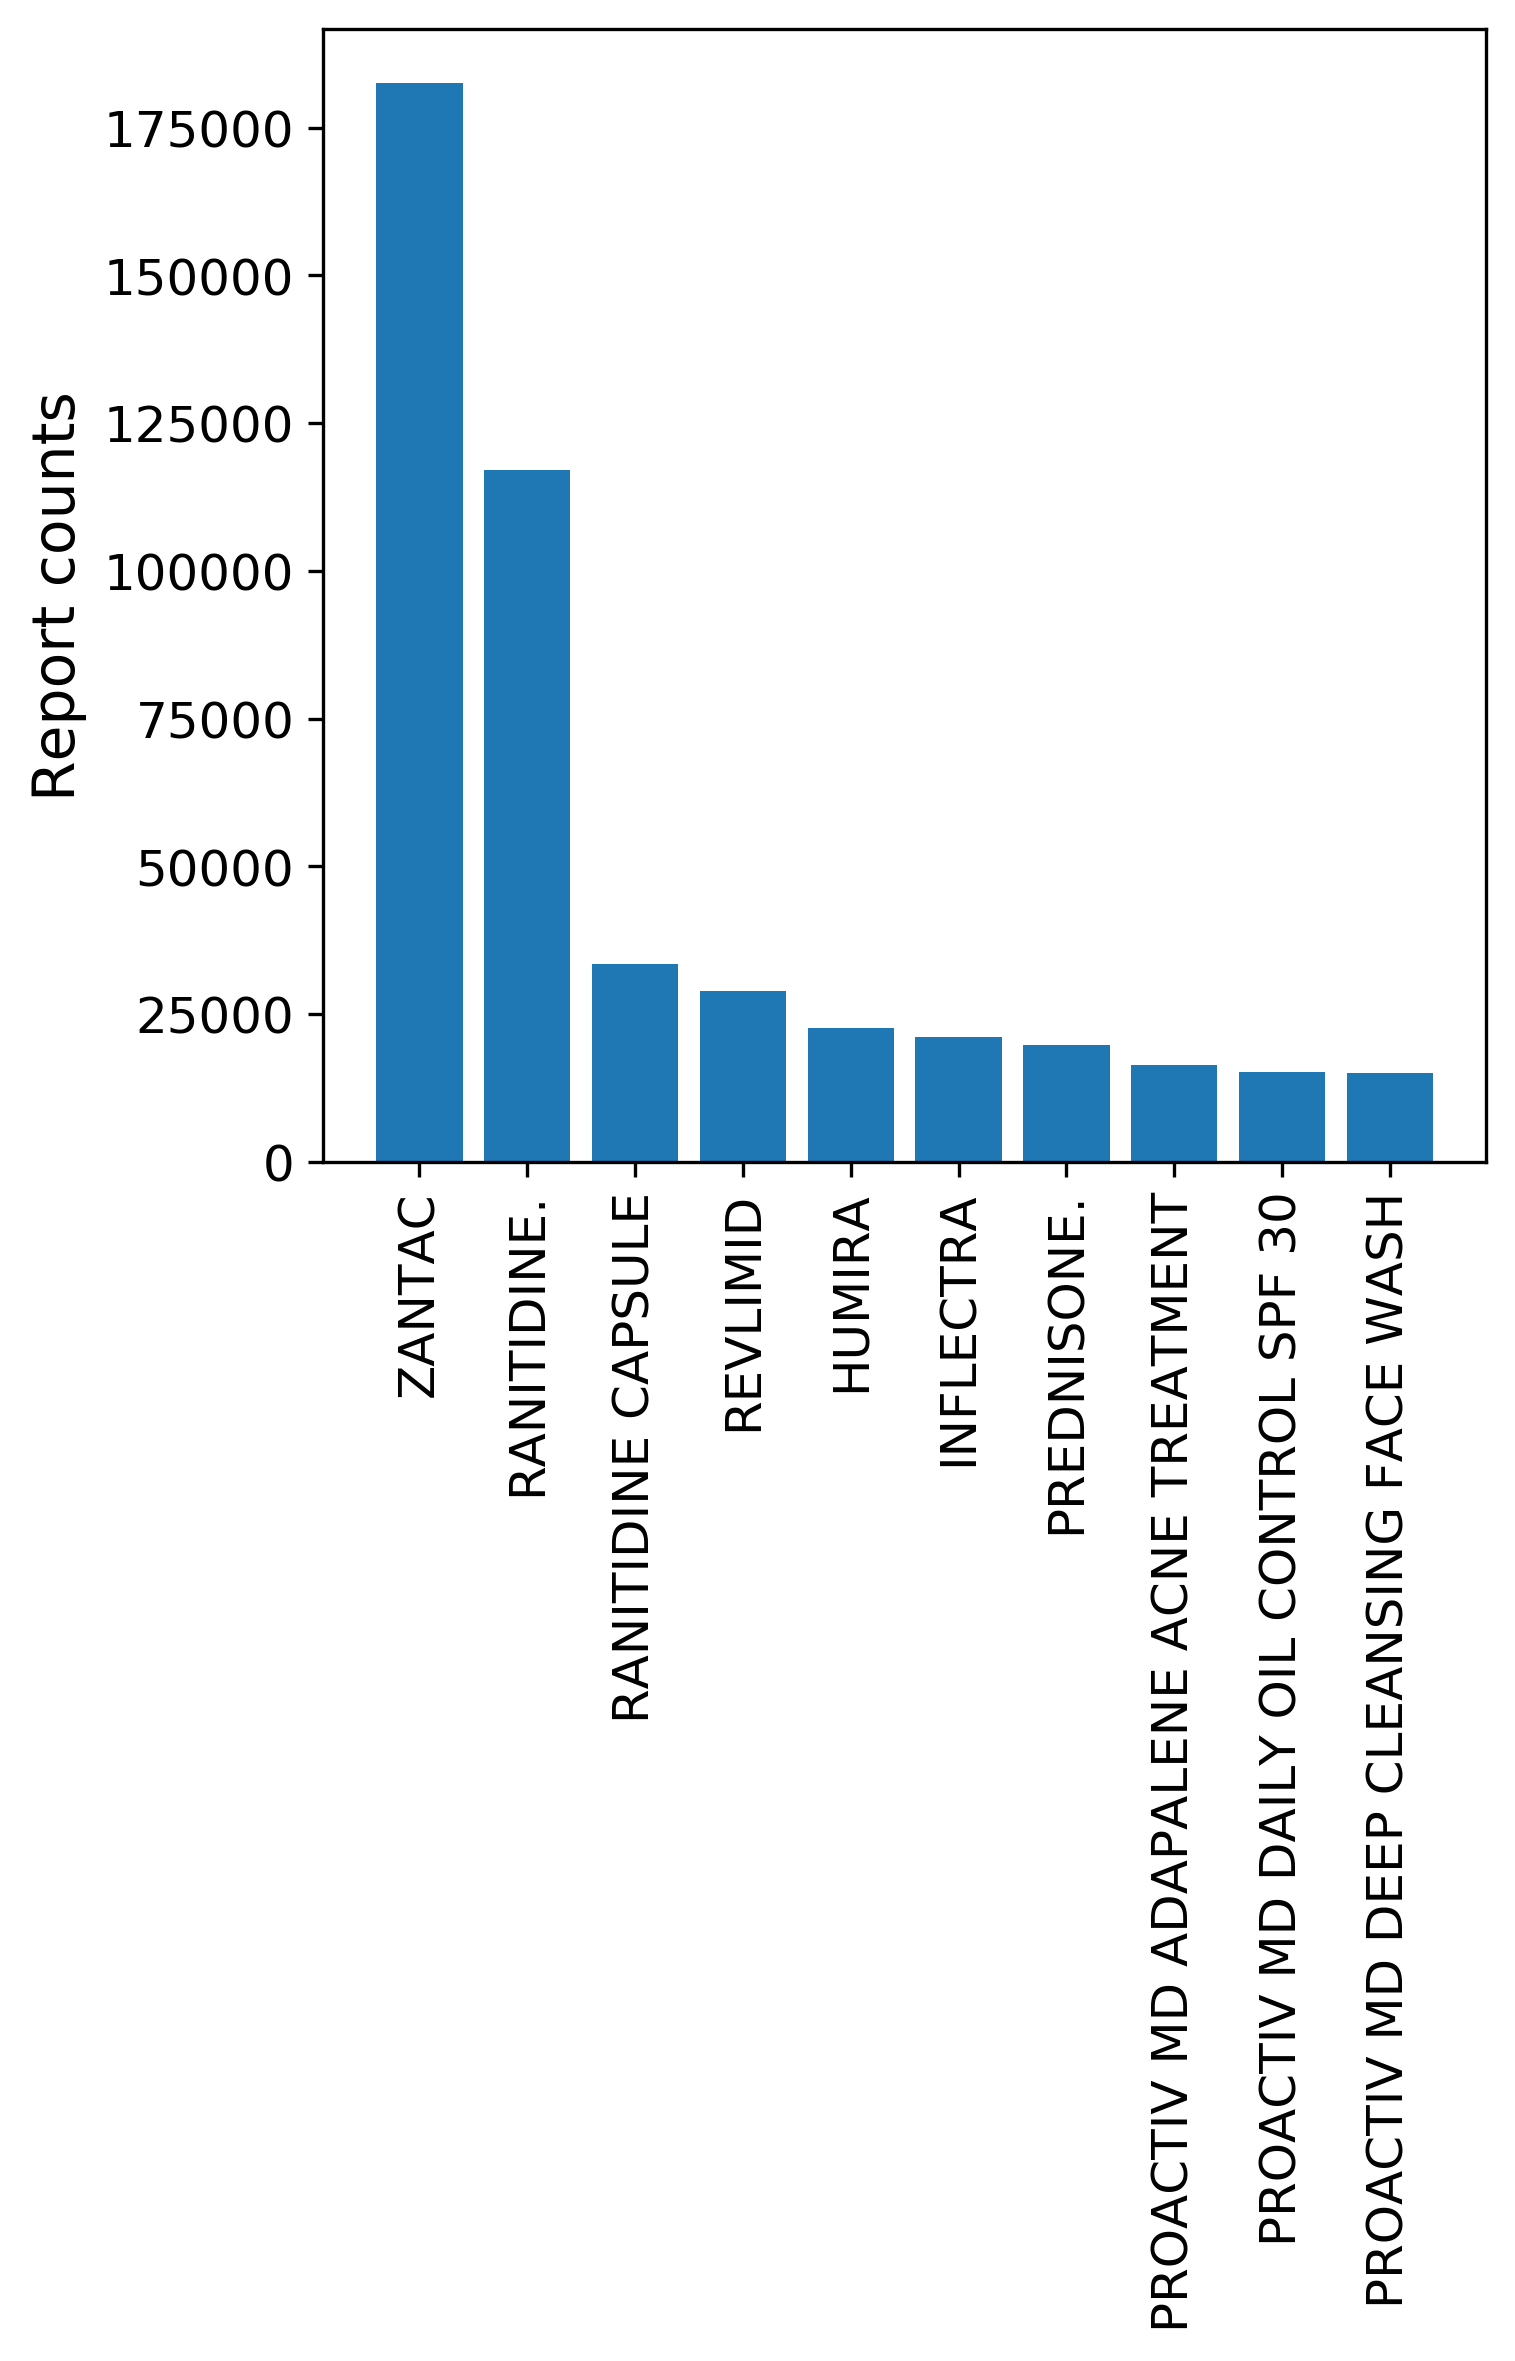 Report counts
175000
150000
125000
100000
75000
50000
25000
0
ZANTAC
RANITIDINE.
RANITIDINE CAPSULE
REVLIMID
HUMIRA
INFLECTRA
PREDNISONE.
PROACTIV MD ADAPALENE ACNE TREATMENT
PROACTIV MD DAILY OIL CONTROL SPF 30
PROACTIV MD DEEP CLEANSING FACE WASH